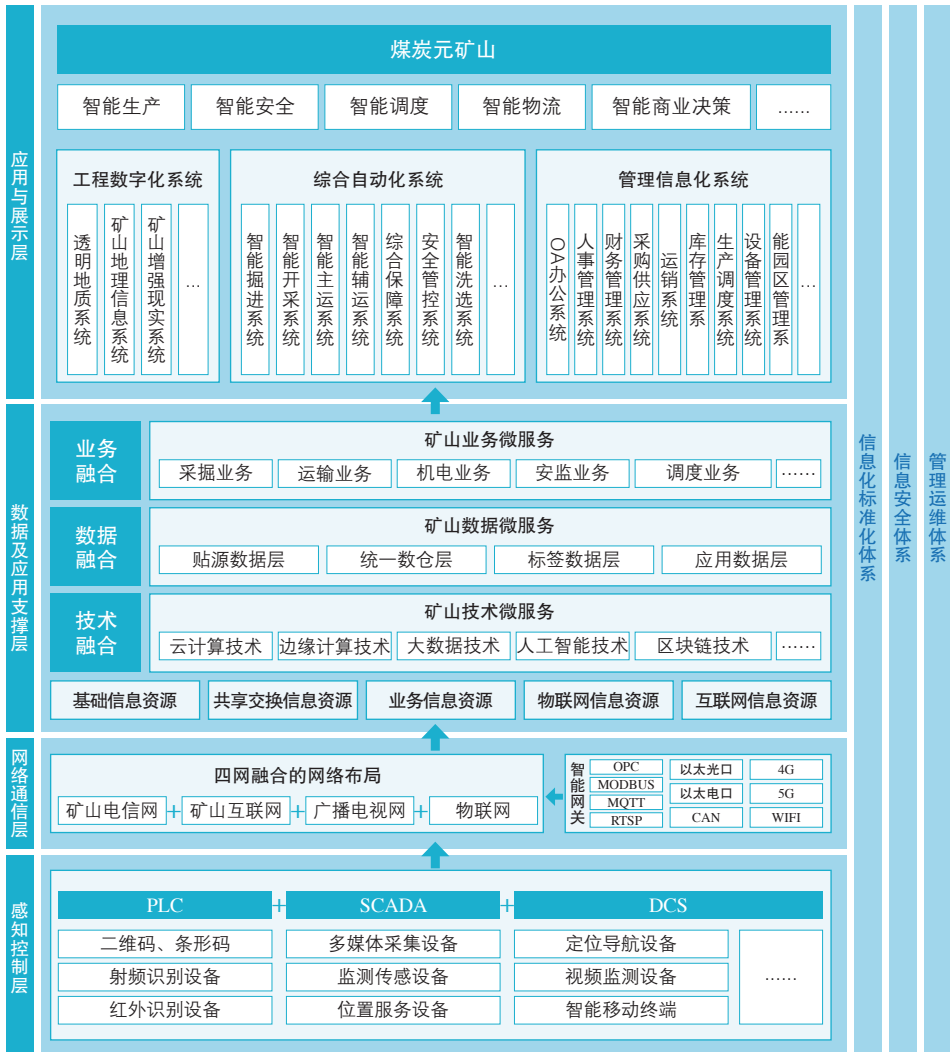 应用与展示层
煤炭元矿山
智能生产
智能安全
智能调度
智能物流
智能商业决策
……
工程数字化系统
透明地质系统
矿山地理信息系统
矿山增强现实系统
…
综合自动化系统
智能掘进系统
智能开采系统
智能主运系统
智能辅运系统
综合保障系统
安全管控系统
智能洗选系统
…
管理信息化系统
OA办公系统
人事管理系统
财务管理系统
采购供应系统
运销系统
库存管理系
生产调度系统
设备管理系统
能园区管理系
…
数据及应用支撑层
业务
融合
矿山业务微服务
采掘业务
运输业务
机电业务
安监业务
调度业务
……
数据
融合
矿山数据微服务
贴源数据层
统一数仓层
标签数据层
应用数据层
技术
融合
矿山技术微服务
云计算技术
边缘计算技术
大数据技术
人工智能技术
区块链技术
……
基础信息资源
共享交换信息资源
业务信息资源
物联网信息资源
互联网信息资源
网络通信层
四网融合的网络布局
矿山电信网
+
矿山互联网
+
广播电视网
+
物联网
智能网关
OPC
MODBUS
MQTT
RTSP
以太光口
以太电口
CAN
4G
5G
WIFI
感知控制层
PLC
+
SCADA
+
DCS
二维码、条形码
多媒体采集设备
定位导航设备
射频识别设备
监测传感设备
视频监测设备
红外识别设备
位置服务设备
智能移动终端
……
信息化标准化体系
信息安全体系
管理运维体系